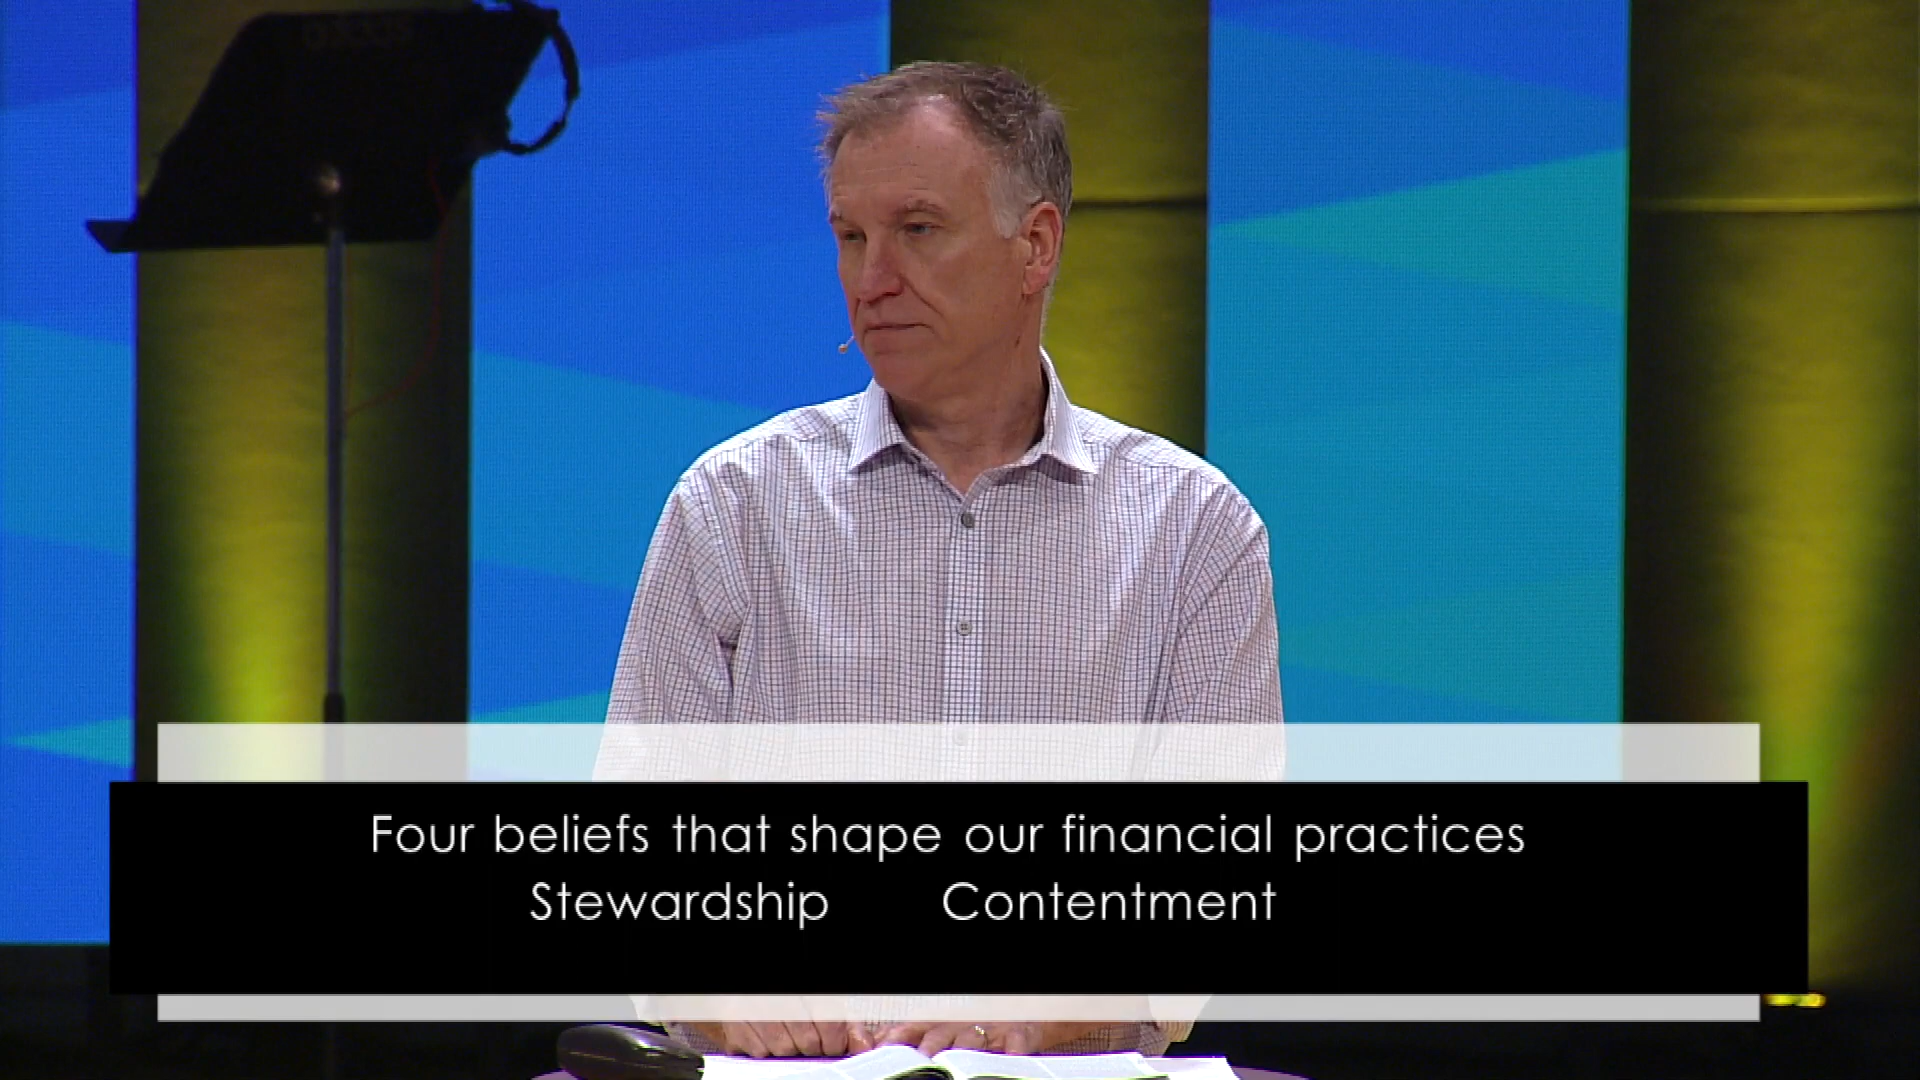 Four beliefs that shape our financial practices
Stewardship Contentment